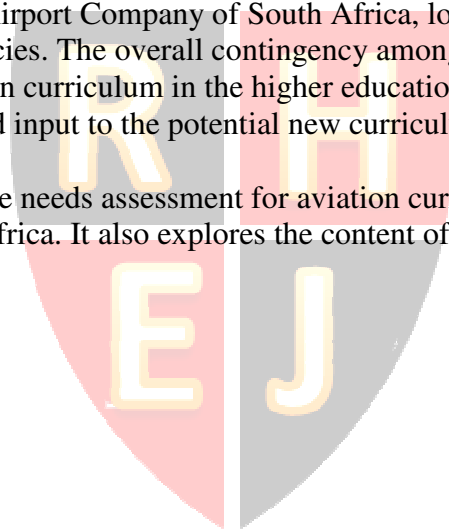 irport Company of South Africa, lo
cies. The overall contingency among
n curriculum in the higher educatio
d input to the potential new curricul
e needs assessment for aviation cur
frica. It also explores the content of
R H
E J